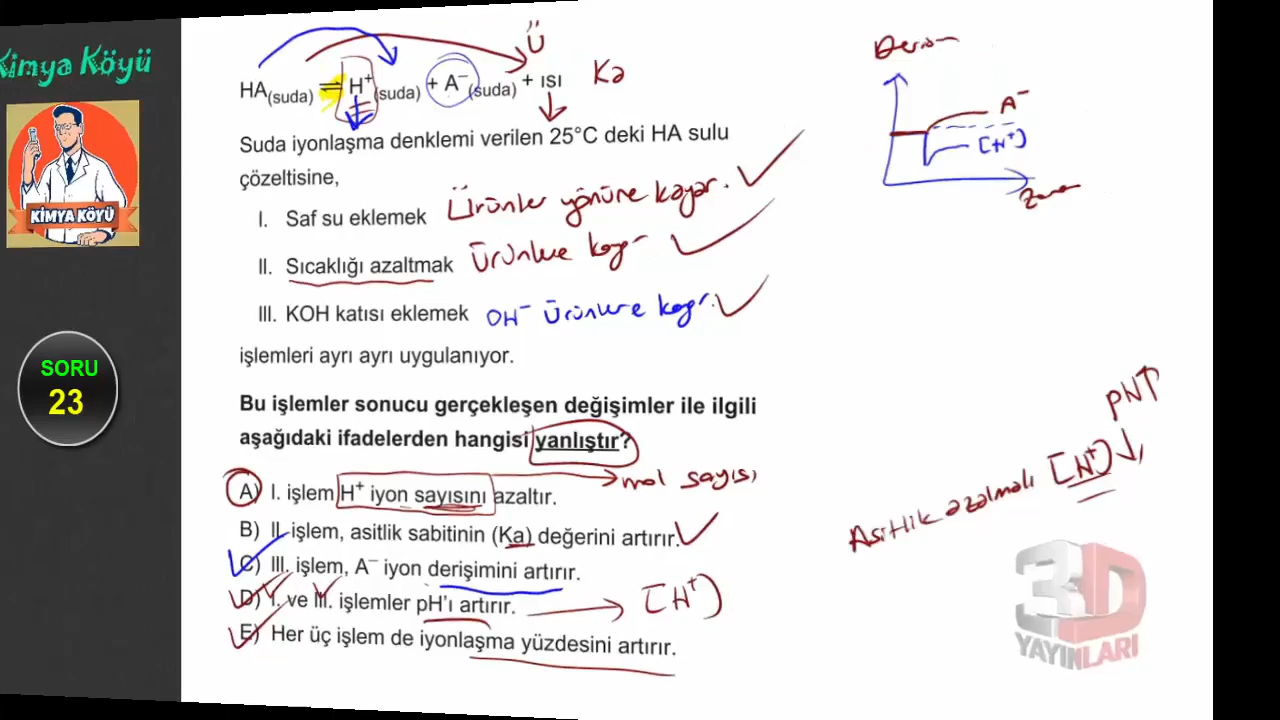 Kimya Köyü
KİMYA KÖYÜ
SORU
23
Ü
HA(suda) ⇌ H⁺(suda) + A⁻(suda) + ısı Ka
Suda iyonlaşma denklemi verilen 25°C deki HA sulu
çözeltisine,
I. Saf su eklemek Ürünler yönüne kayar.
II. Sıcaklığı azaltmak Ürünlere kayar
III. KOH katısı eklemek OH⁻ ürünlere kayar.
işlemleri ayrı ayrı uygulanıyor.
Bu işlemler sonucu gerçekleşen değişimler ile ilgili
aşağıdaki ifadelerden hangisi yanlıştır?
A) I. işlem H⁺ iyon sayısını azaltır. mol sayısı
B) II. işlem, asitlik sabitinin (Ka) değerini artırır.
C) III. işlem, A⁻ iyon derişimini artırır.
D) I. ve III. işlemler pH'ı artırır. [H⁺]
E) Her üç işlem de iyonlaşma yüzdesini artırır.
A⁻
[H⁺]
Zaman
pH↑
Asitlik azalmalı [H⁺]↓
3D
YAYINLARI